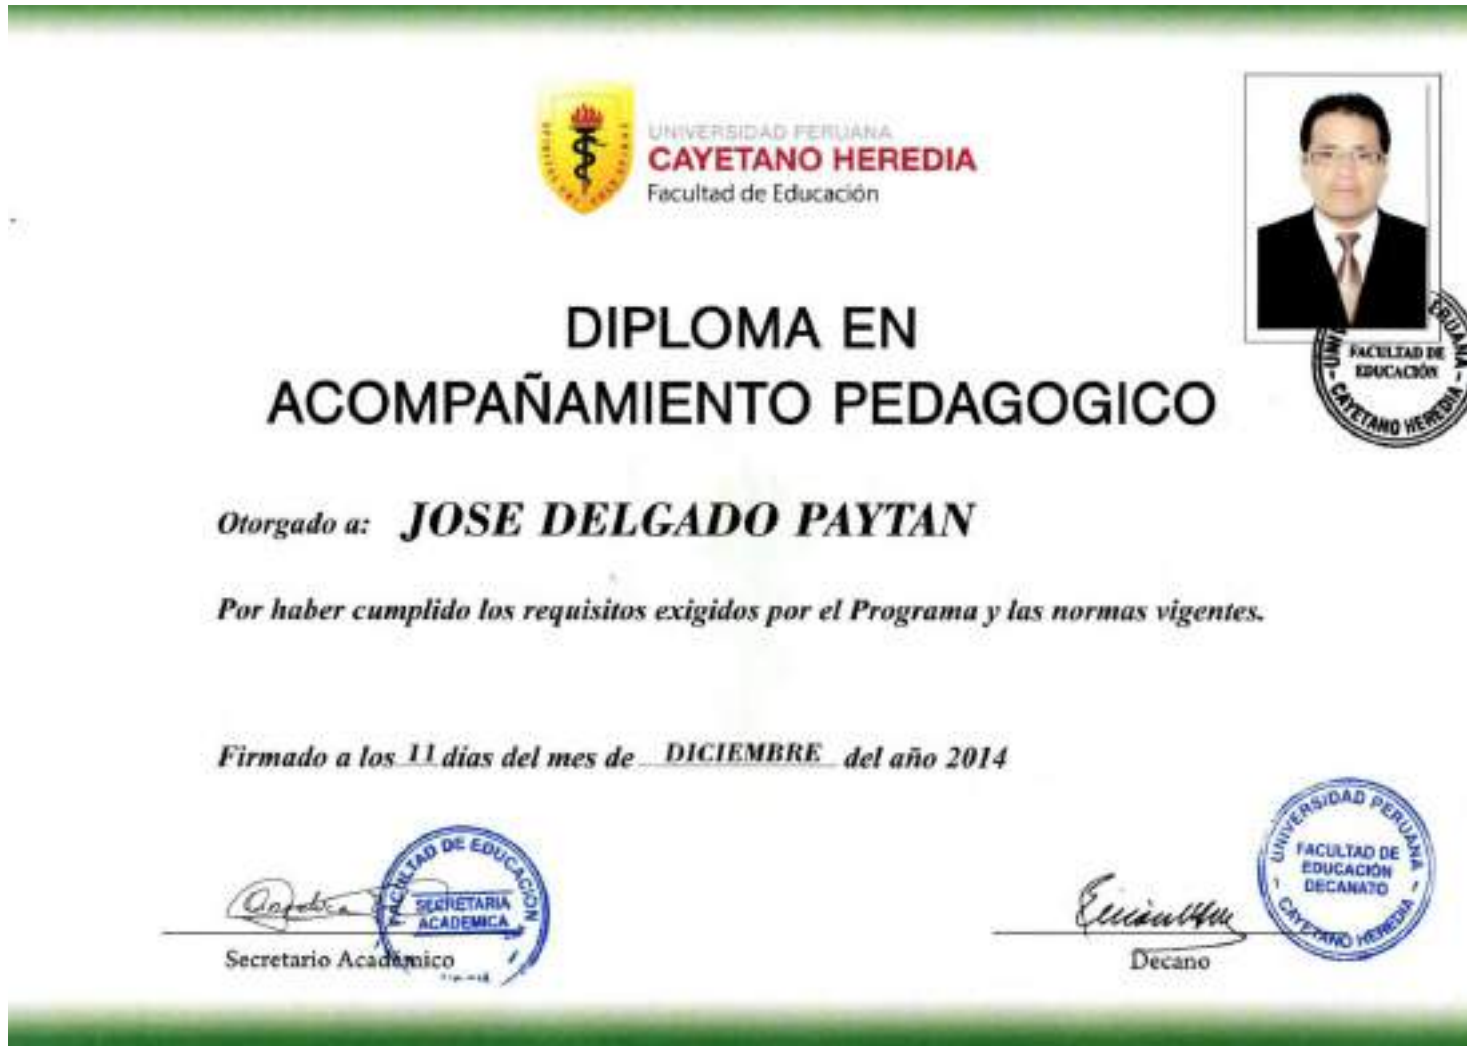 UNIVERSIDAD PERUANA
CAYETANO HEREDIA
Facultad de Educación
DIPLOMA EN
ACOMPAÑAMIENTO PEDAGOGICO
FACULTAD DE
EDUCACIÓN
CAYETANO HEREDIA
Otorgado a: JOSE DELGADO PAYTAN
Por haber cumplido los requisitos exigidos por el Programa y las normas vigentes.
Firmado a los 11 días del mes de DICIEMBRE del año 2014
FACULTAD DE EDUCACIÓN
SECRETARIA
ACADEMICA
Secretario Académico
UNIVERSIDAD PERUANA
FACULTAD DE
EDUCACIÓN
DECANATO
CAYETANO HEREDIA
Decano